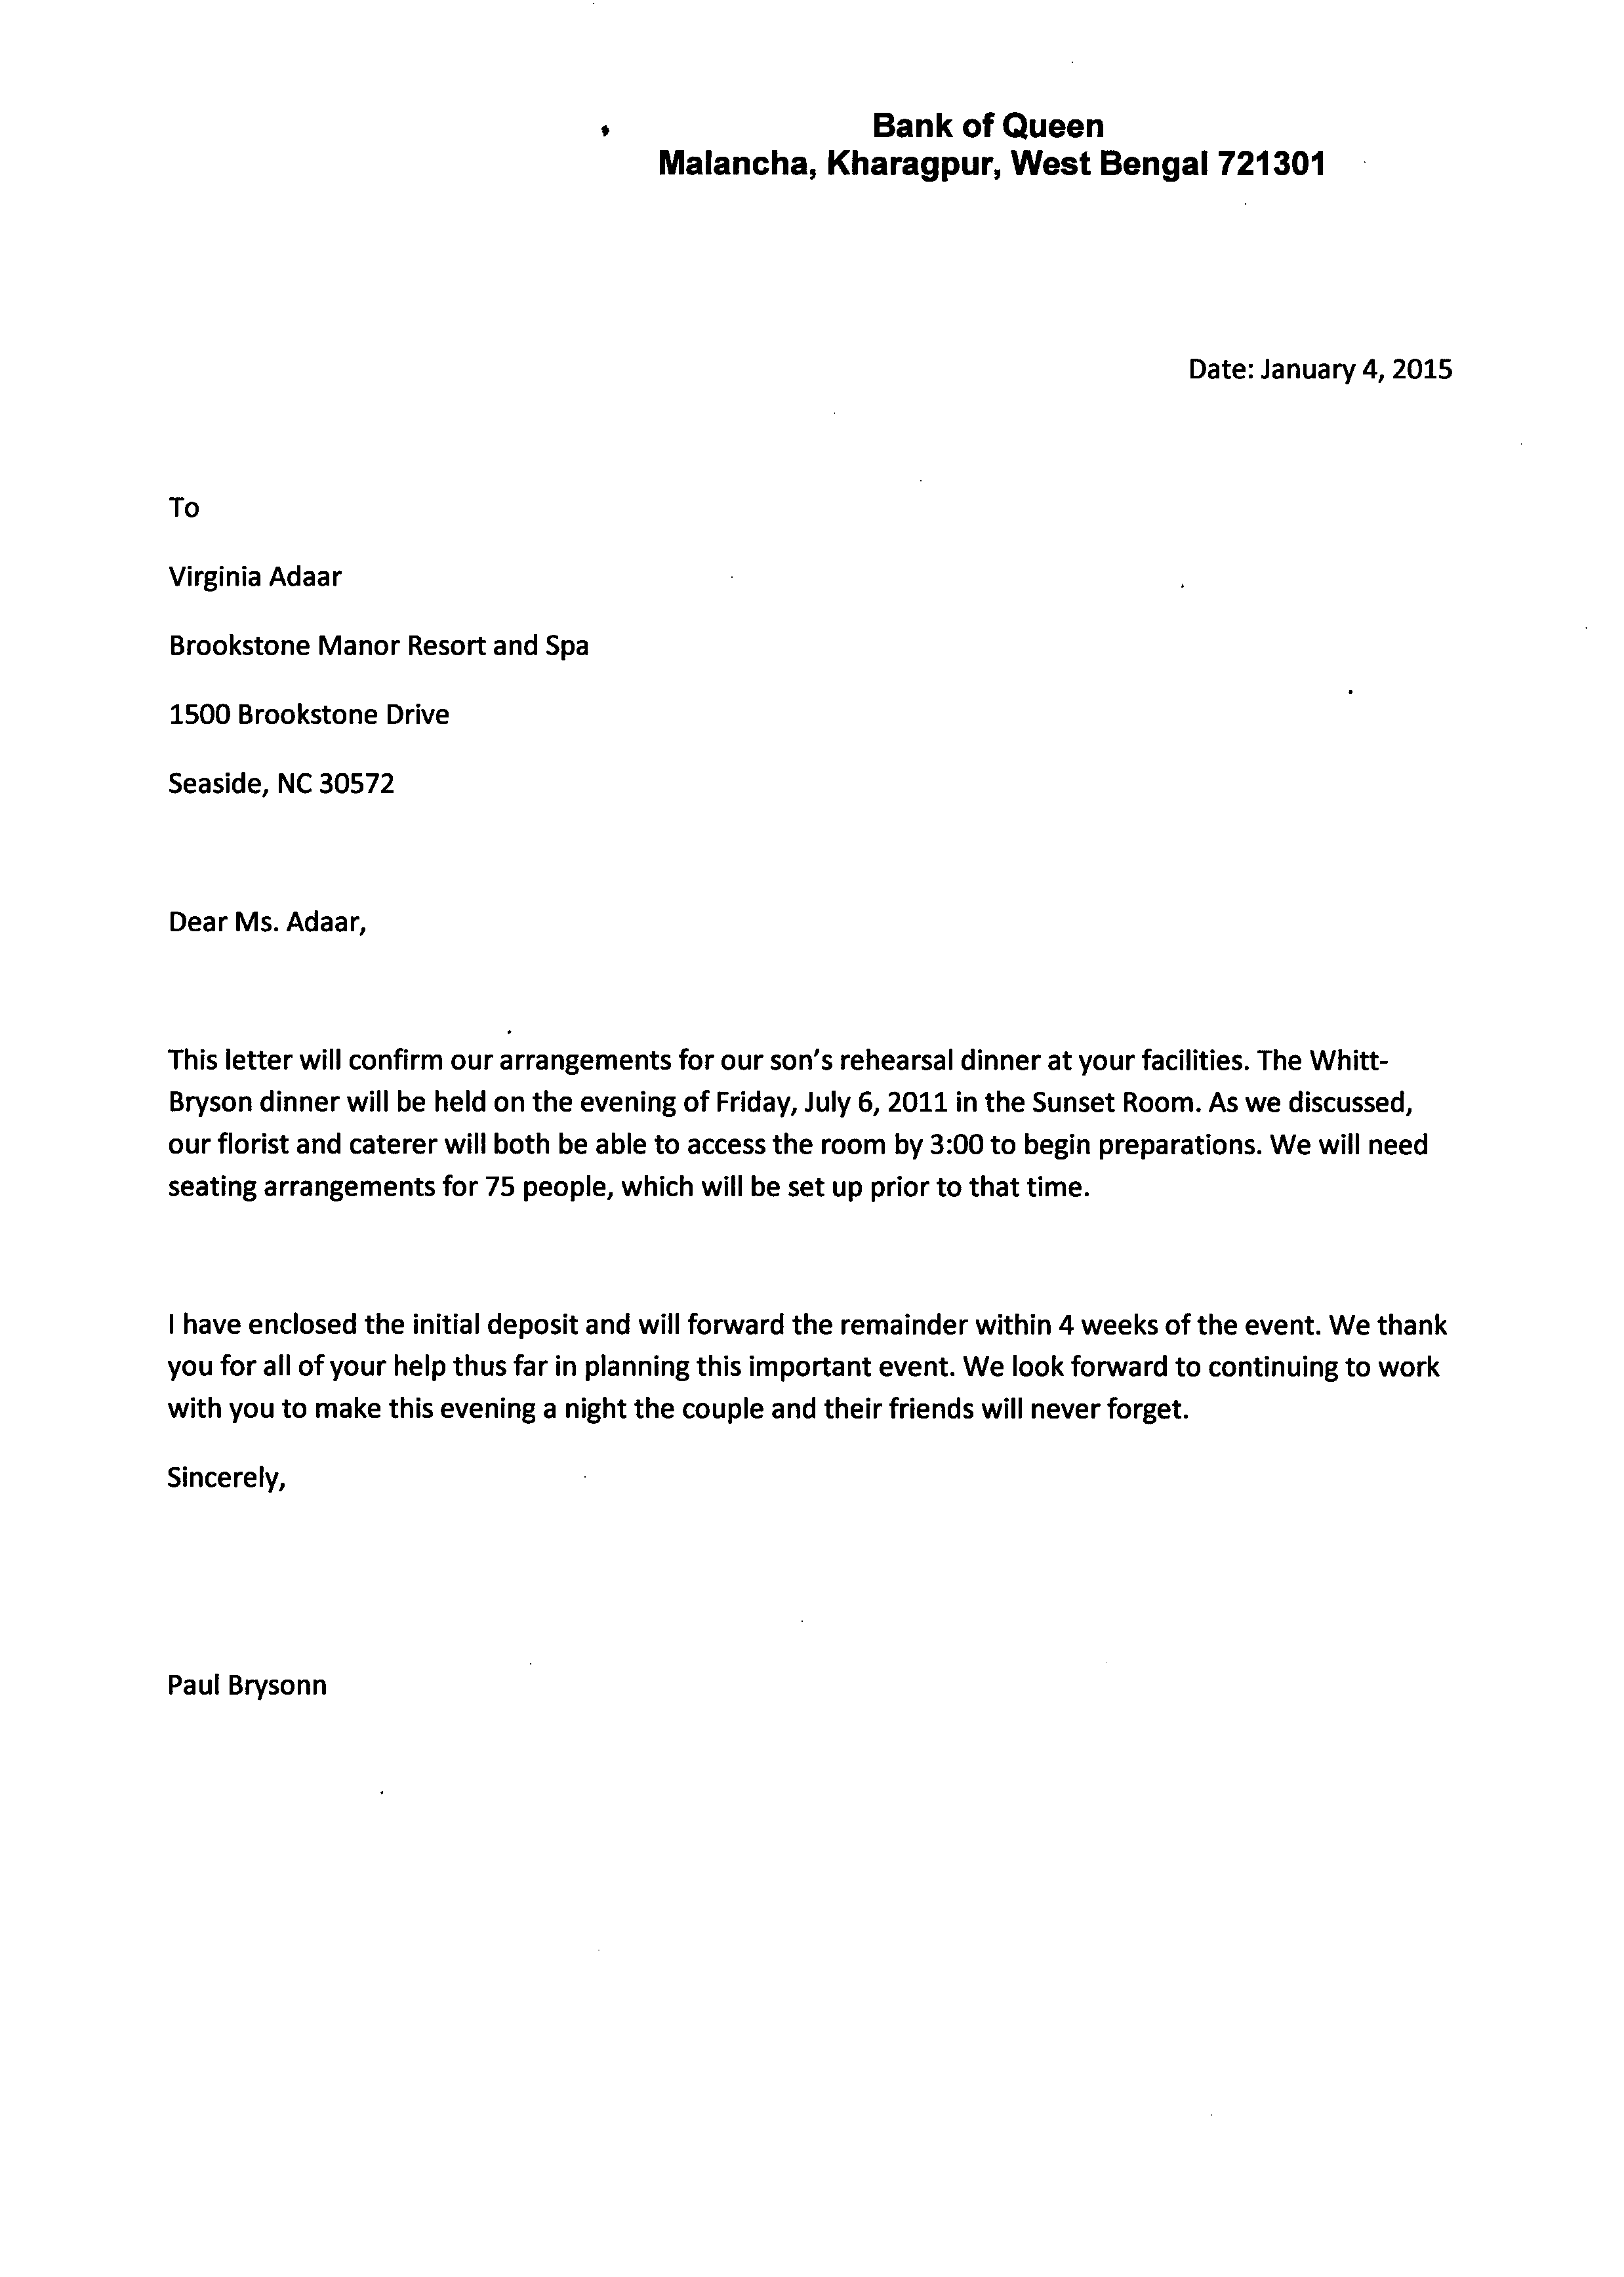 Bank of Queen
Malancha, Kharagpur, West Bengal 721301
Date: January 4, 2015
To
Virginia Adaar
Brookstone Manor Resort and Spa
1500 Brookstone Drive
Seaside, NC 30572
Dear Ms. Adaar,
This letter will confirm our arrangements for our son's rehearsal dinner at your facilities. The Whitt-
Bryson dinner will be held on the evening of Friday, July 6, 2011 in the Sunset Room. As we discussed,
our florist and caterer will both be able to access the room by 3:00 to begin preparations. We will need
seating arrangements for 75 people, which will be set up prior to that time.
I have enclosed the initial deposit and will forward the remainder within 4 weeks of the event. We thank
you for all of your help thus far in planning this important event. We look forward to continuing to work
with you to make this evening a night the couple and their friends will never forget.
Sincerely,
Paul Brysonn